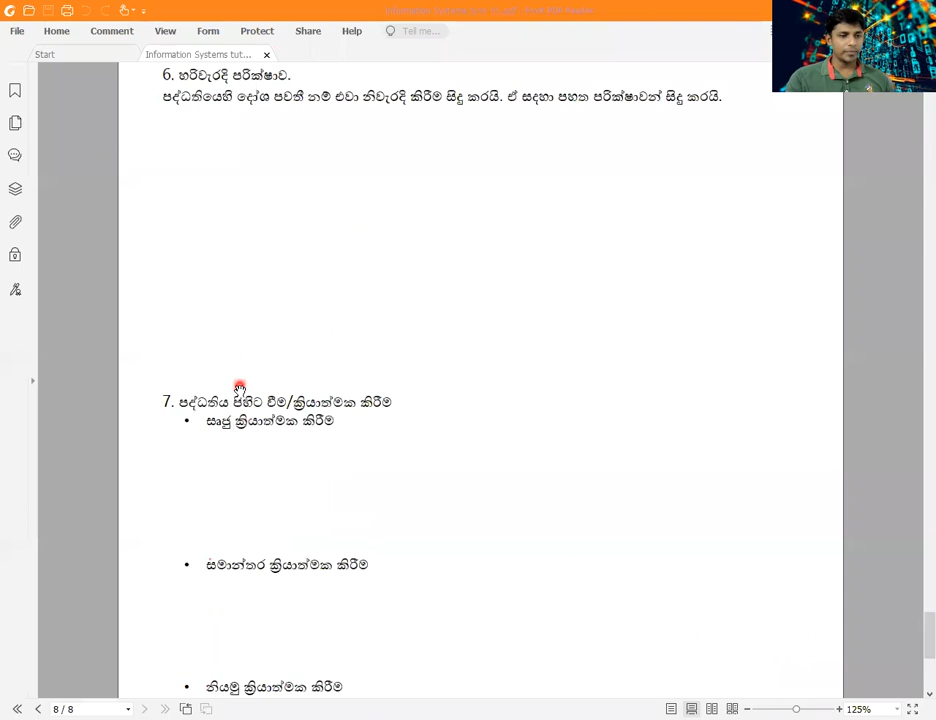 File Home Comment View Form Protect Share Help Tell me...
Start Information Systems tut... ×
6. හරිවැරදි පරික්ෂාව.
පද්ධතියෙහි දෝශ පවතී නම් එවා නිවැරදි කිරීම සිදු කරයි. ඒ සදහා පහත පරික්ෂාවන් සිදු කරයි.
7. පද්ධතිය පිහිට වීම/ක්‍රියාත්මක කිරීම
• සෘජු ක්‍රියාත්මක කිරීම
• සමාන්තර ක්‍රියාත්මක කිරීම
• නියමු ක්‍රියාත්මක කිරීම
8 / 8 125%